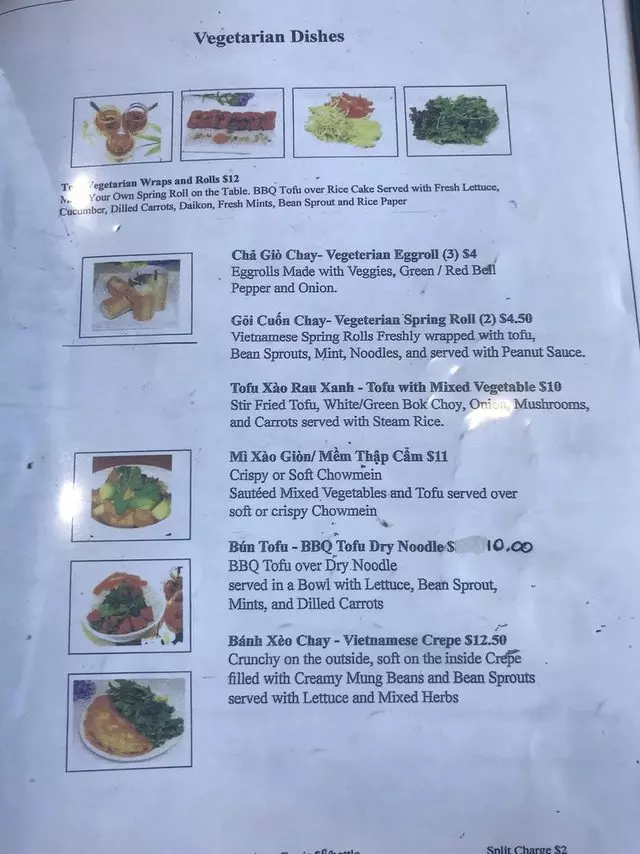 Vegetarian Dishes
Vegetarian Wraps and Rolls $12
Your Own Spring Roll on the Table. BBQ Tofu over Rice Cake Served with Fresh Lettuce,
Cucumber, Dilled Carrots, Daikon, Fresh Mints, Bean Sprout and Rice Paper
Chả Giò Chay- Vegeterian Eggroll (3) $4
Eggrolls Made with Veggies, Green / Red Bell
Pepper and Onion.
Gõi Cuốn Chay- Vegeterian Spring Roll (2) $4.50
Vietnamese Spring Rolls Freshly wrapped with tofu,
Bean Sprouts, Mint, Noodles, and served with Peanut Sauce.
Tofu Xào Rau Xanh - Tofu with Mixed Vegetable $10
Stir Fried Tofu, White/Green Bok Choy, Onion, Mushrooms,
and Carrots served with Steam Rice.
Mì Xào Giòn/ Mềm Thập Cẩm $11
Crispy or Soft Chowmein
Sautéed Mixed Vegetables and Tofu served over
soft or crispy Chowmein
Bún Tofu - BBQ Tofu Dry Noodle $ 10.00
BBQ Tofu over Dry Noodle
served in a Bowl with Lettuce, Bean Sprout,
Mints, and Dilled Carrots
Bánh Xèo Chay - Vietnamese Crepe $12.50
Crunchy on the outside, soft on the inside Crepe
filled with Creamy Mung Beans and Bean Sprouts
served with Lettuce and Mixed Herbs
Split Charge $2